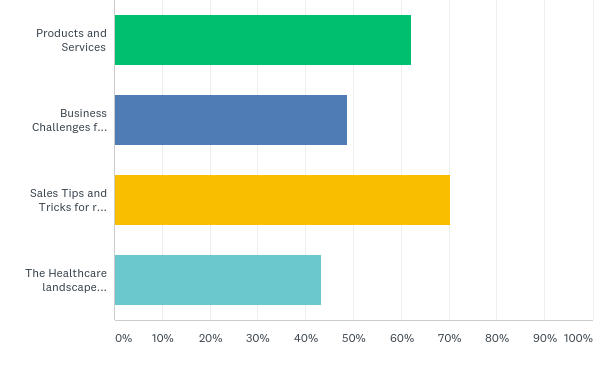 Products and
Services
Business
Challenges f...
Sales Tips and
Tricks for r...
The Healthcare
landscape...
0% 10% 20% 30% 40% 50% 60% 70% 80% 90% 100%